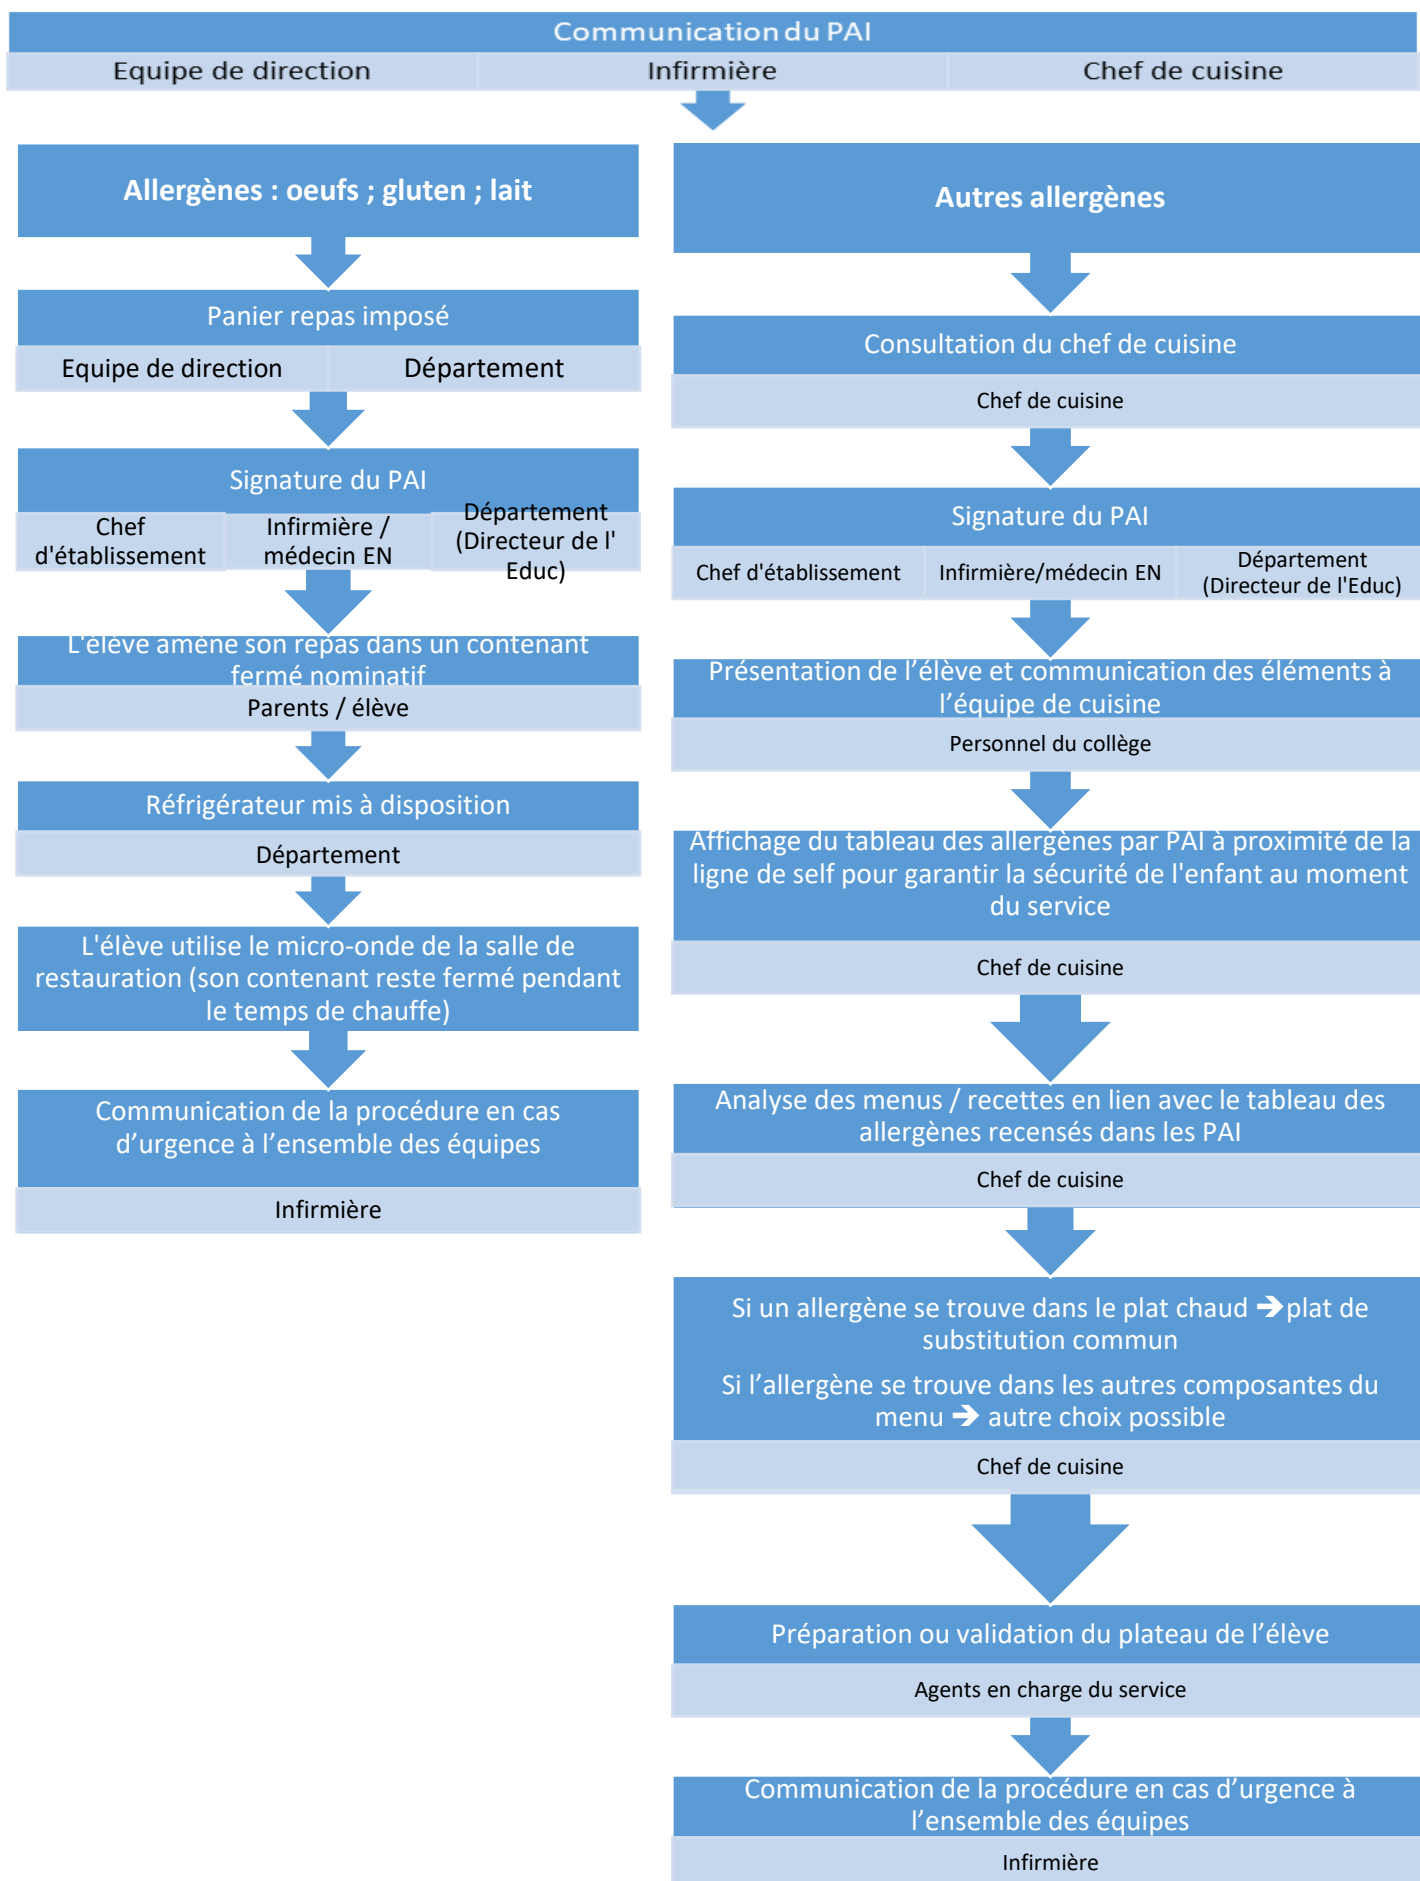 Communication du PAI
Equipe de direction
Infirmière
Chef de cuisine
Allergènes : oeufs ; gluten ; lait
Panier repas imposé
Equipe de direction
Département
Signature du PAI
Chef
d'établissement
Infirmière /
médecin EN
Département
(Directeur de l'
Educ)
L'élève amène son repas dans un contenant
fermé nominatif
Parents / élève
Réfrigérateur mis à disposition
Département
L'élève utilise le micro-onde de la salle de
restauration (son contenant reste fermé pendant
le temps de chauffe)
Communication de la procédure en cas
d’urgence à l’ensemble des équipes
Infirmière
Autres allergènes
Consultation du chef de cuisine
Chef de cuisine
Signature du PAI
Chef d'établissement
Infirmière/médecin EN
Département
(Directeur de l'Educ)
Présentation de l’élève et communication des éléments à
l’équipe de cuisine
Personnel du collège
Affichage du tableau des allergènes par PAI à proximité de la
ligne de self pour garantir la sécurité de l'enfant au moment
du service
Chef de cuisine
Analyse des menus / recettes en lien avec le tableau des
allergènes recensés dans les PAI
Chef de cuisine
Si un allergène se trouve dans le plat chaud ➔plat de
substitution commun
Si l’allergène se trouve dans les autres composantes du
menu ➔ autre choix possible
Chef de cuisine
Préparation ou validation du plateau de l’élève
Agents en charge du service
Communication de la procédure en cas d’urgence à
l’ensemble des équipes
Infirmière